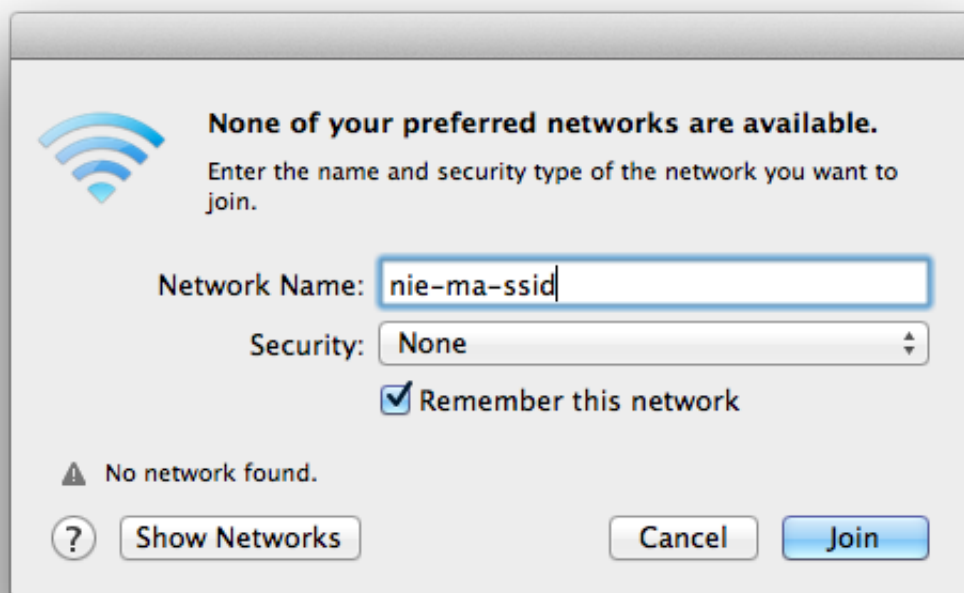 None of your preferred networks are available.
Enter the name and security type of the network you want to
join.
Network Name: nie-ma-ssid
Security: None
Remember this network
No network found.
? Show Networks Cancel Join